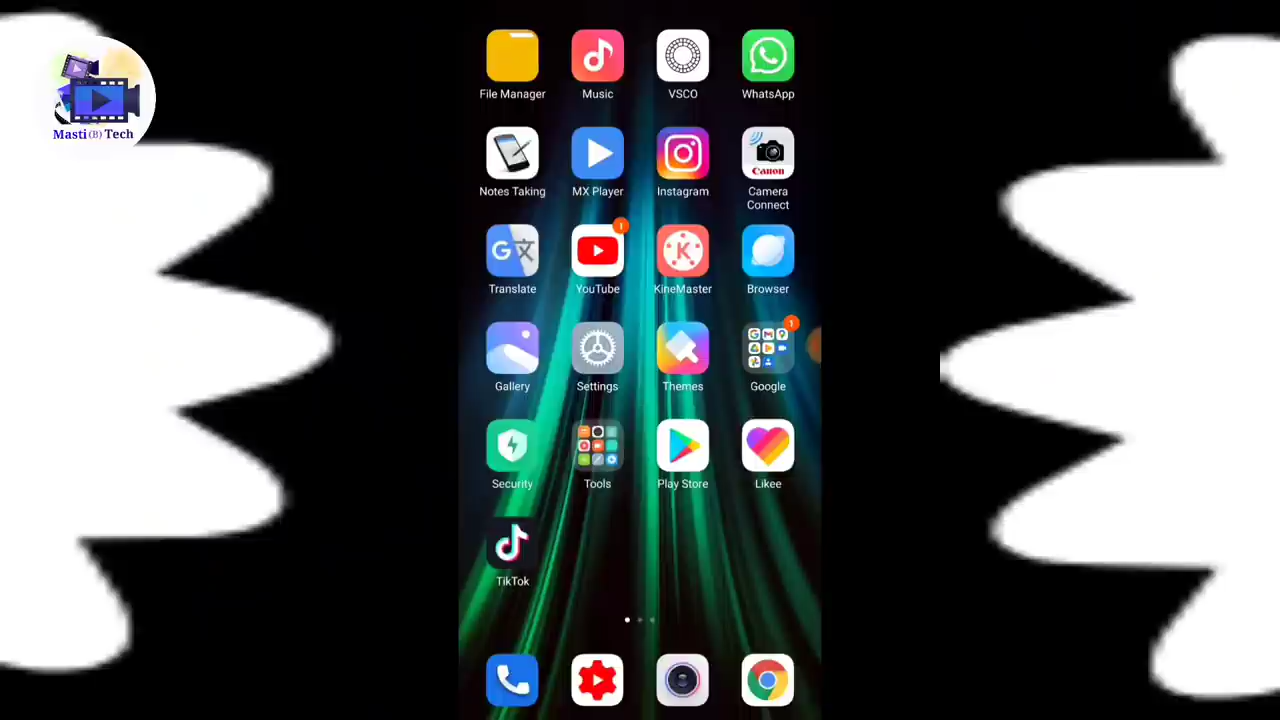 Masti (B) Tech
File Manager
Music
VSCO
WhatsApp
Notes Taking
MX Player
Instagram
Canon
Camera
Connect
Translate
YouTube
KineMaster
Browser
Gallery
Settings
Themes
Google
Security
Tools
Play Store
Likee
TikTok